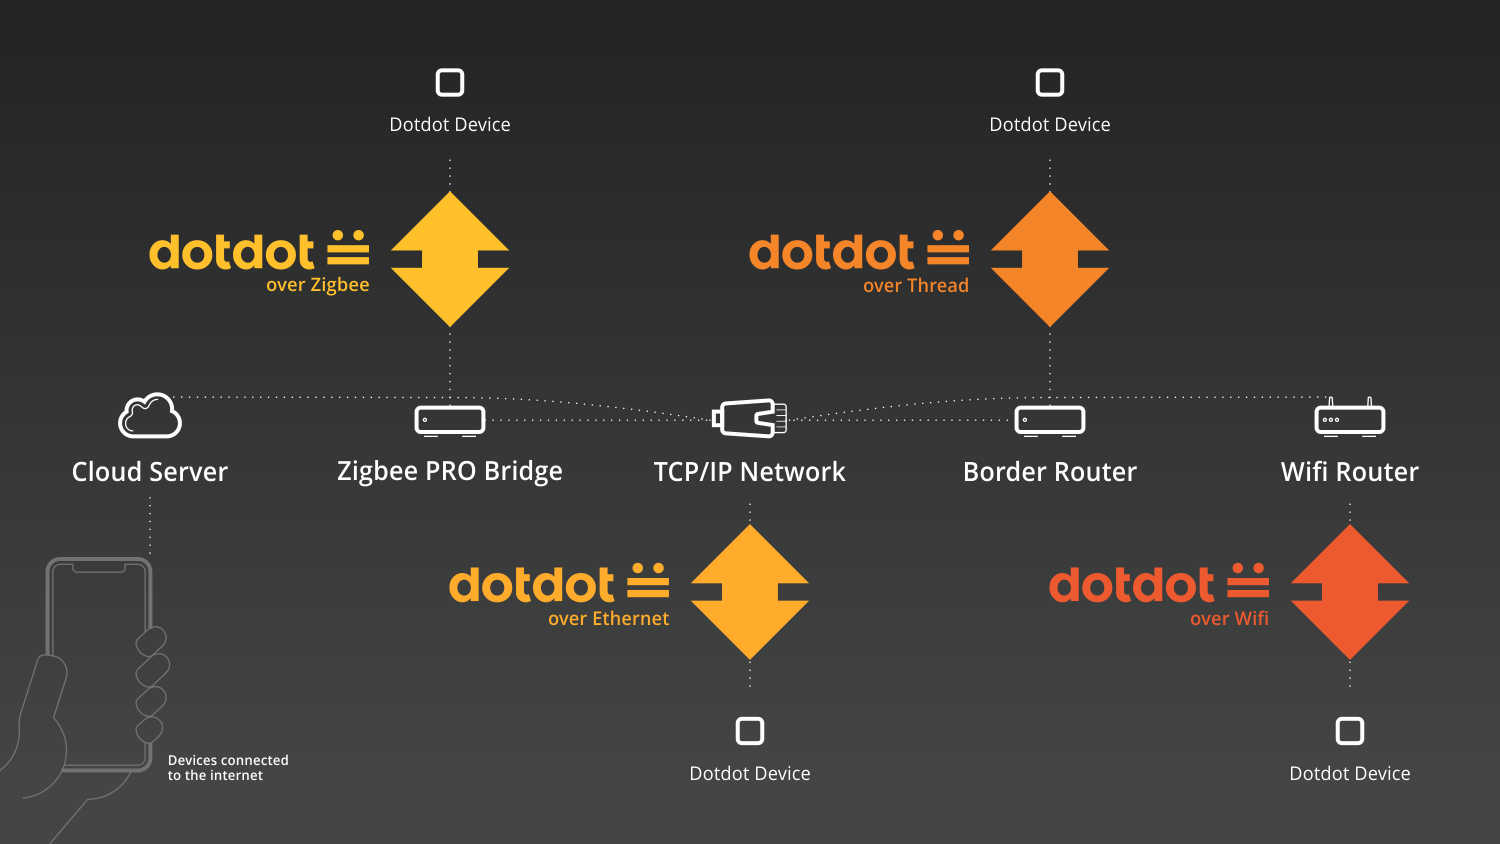 Dotdot Device
Dotdot Device
dotdot
over Zigbee
dotdot
over Thread
Cloud Server
Zigbee PRO Bridge
TCP/IP Network
Border Router
Wifi Router
dotdot
over Ethernet
dotdot
over Wifi
Devices connected
to the internet
Dotdot Device
Dotdot Device